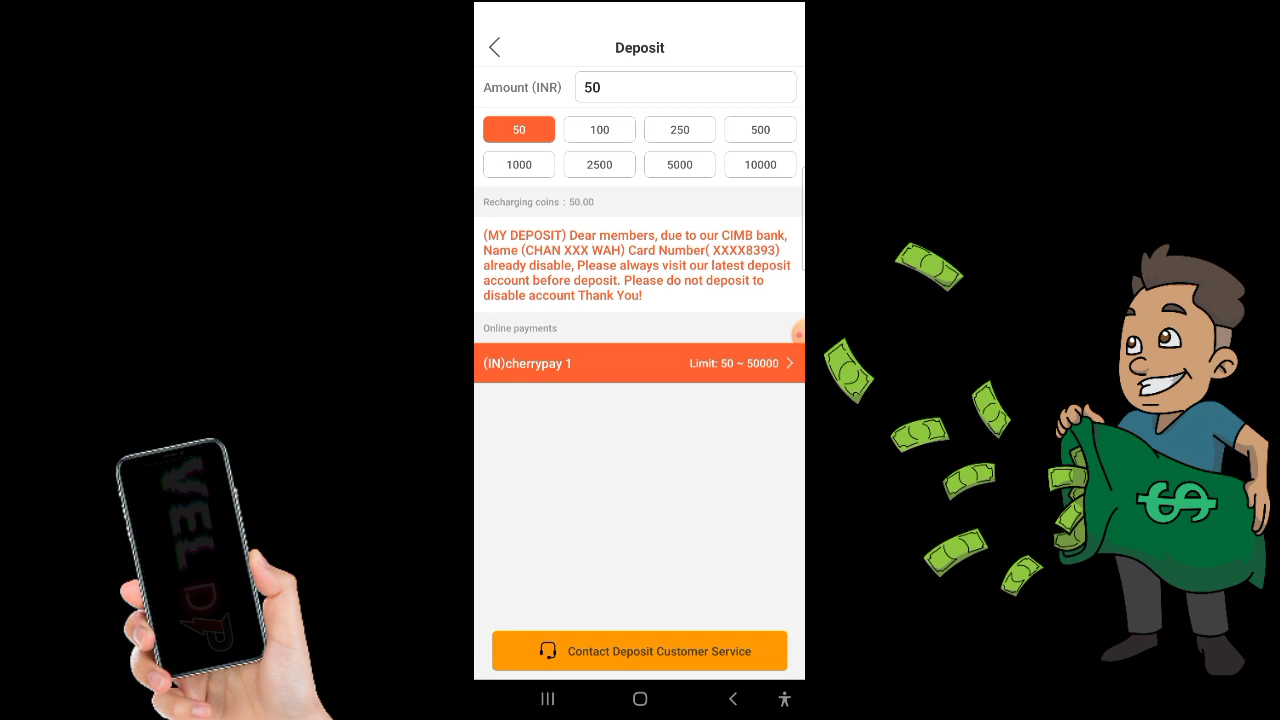 Deposit
Amount (INR) 50
50 100 250 500
1000 2500 5000 10000
Recharging coins : 50.00
(MY DEPOSIT) Dear members, due to our CIMB bank,
Name (CHAN XXX WAH) Card Number( XXXX8393)
already disable, Please always visit our latest deposit
account before deposit. Please do not deposit to
disable account Thank You!
Online payments
(IN)cherrypay 1 Limit: 50 ~ 50000
Contact Deposit Customer Service
VEL
$